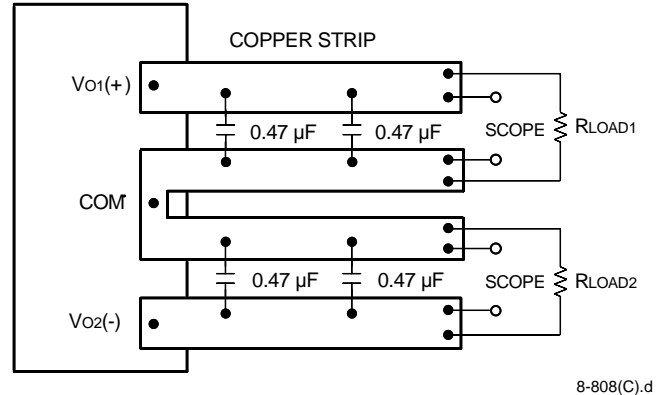 COPPER STRIP
VO1(+)
0.47 µF 0.47 µF SCOPE RLOAD1
COM
0.47 µF 0.47 µF SCOPE RLOAD2
VO2(-)
8-808(C).d